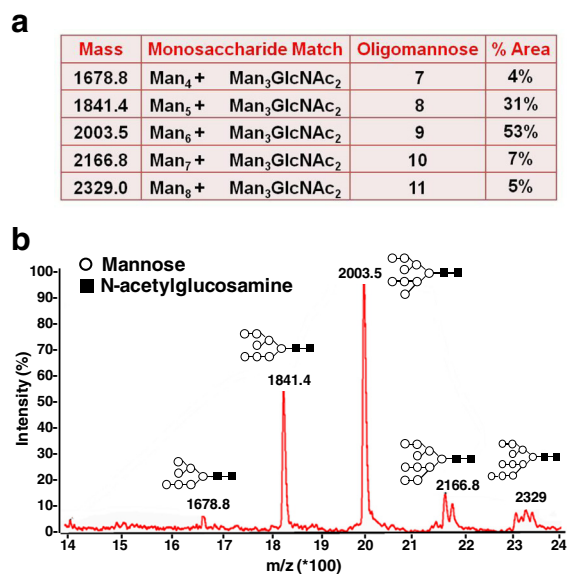 a
Mass Monosaccharide Match Oligomannose % Area
1678.8 Man4 + Man3GlcNAc2 7 4%
1841.4 Man5 + Man3GlcNAc2 8 31%
2003.5 Man6 + Man3GlcNAc2 9 53%
2166.8 Man7 + Man3GlcNAc2 10 7%
2329.0 Man8 + Man3GlcNAc2 11 5%
b
Mannose
N-acetylglucosamine
2003.5
1841.4
1678.8
2166.8
2329
Intensity (%)
100
90
80
70
60
50
40
30
20
10
0
14 15 16 17 18 19 20 21 22 23 24
m/z (*100)